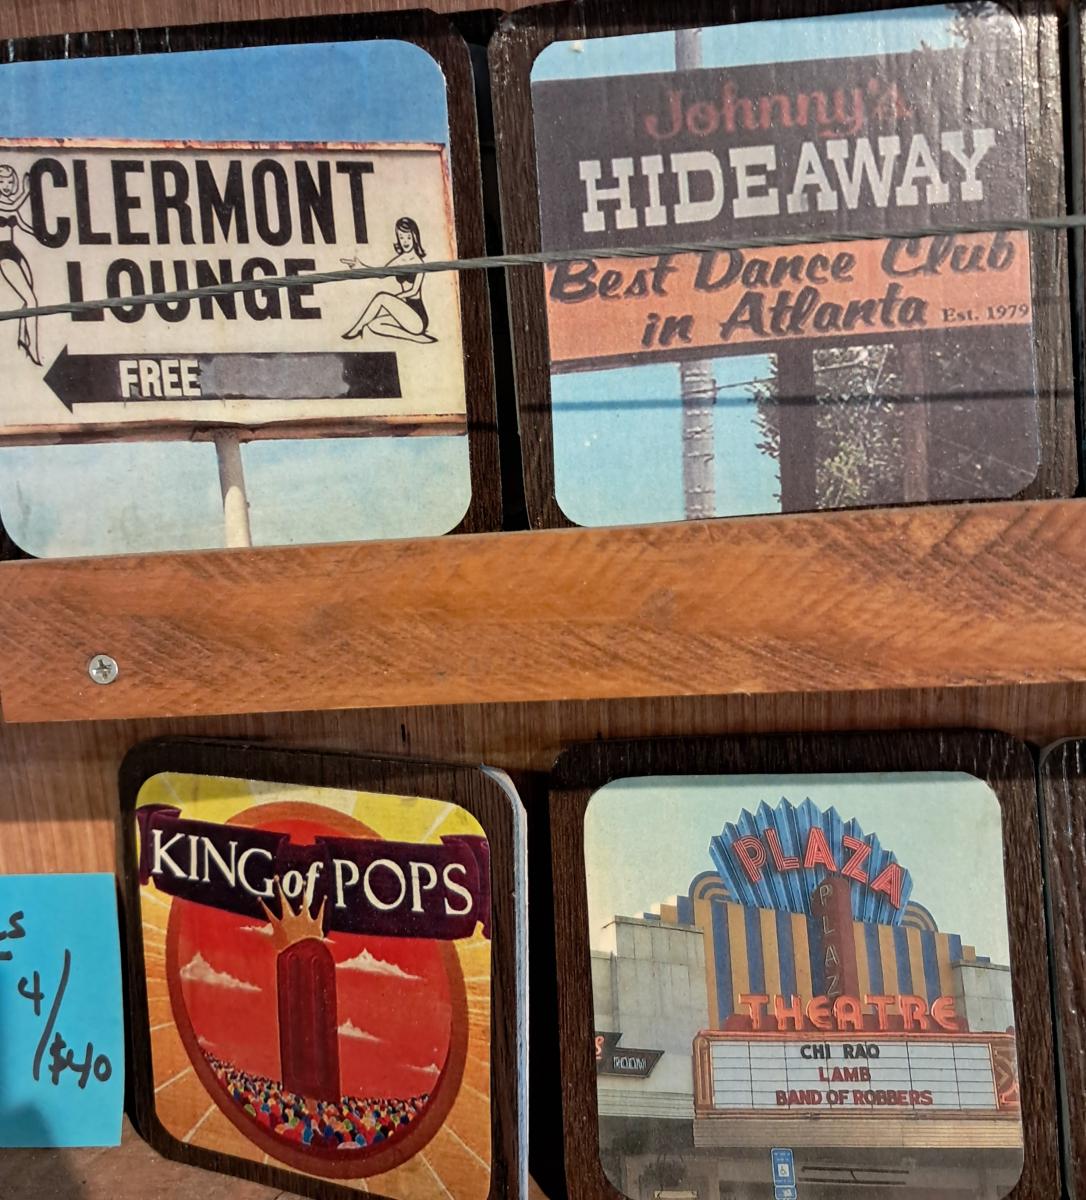 CLERMONT
LOUNGE
FREE
Johnny's
HIDEAWAY
Best Dance Club
in Atlanta Est. 1979
4/$40
KING of POPS
PLAZA
PLAZ
THEATRE
ROOM
CHI RAQ
LAMB
BAND OF ROBBERS